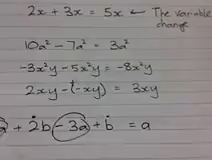 2x + 3x = 5x ← The variable
change
10a² - 7a² = 3a²
-3x²y - 5x²y = -8x²y
2xy - (-xy) = 3xy
a + 2b - 3a + b = a